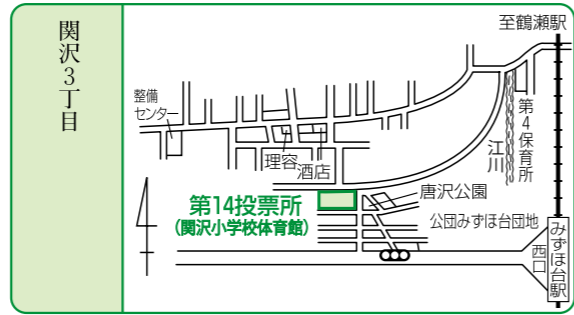 関沢3丁目
至鶴瀬駅
整備
センター
理容
酒店
第4保育所
江川
唐沢公園
第14投票所
(関沢小学校体育館)
公団みずほ台団地
西口
みずほ台駅